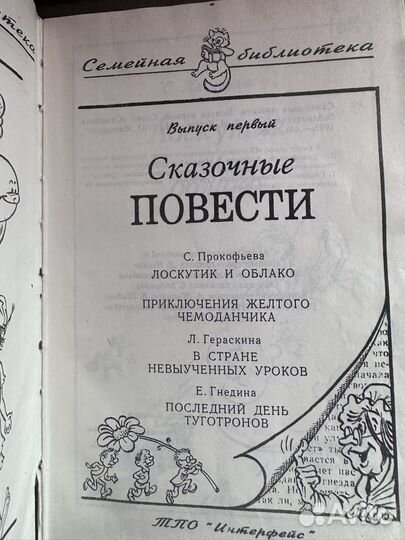 Семейная библиотека
Выпуск первый
Сказочные
ПОВЕСТИ
С. Прокофьева
ЛОСКУТИК И ОБЛАКО
ПРИКЛЮЧЕНИЯ ЖЕЛТОГО
ЧЕМОДАНЧИКА
Л. Гераскина
В СТРАНЕ
НЕВЫУЧЕННЫХ УРОКОВ
Е. Гнедина
ПОСЛЕДНИЙ ДЕНЬ
ТУГОТРОНОВ
ТПО "Интерфейс"
Avito